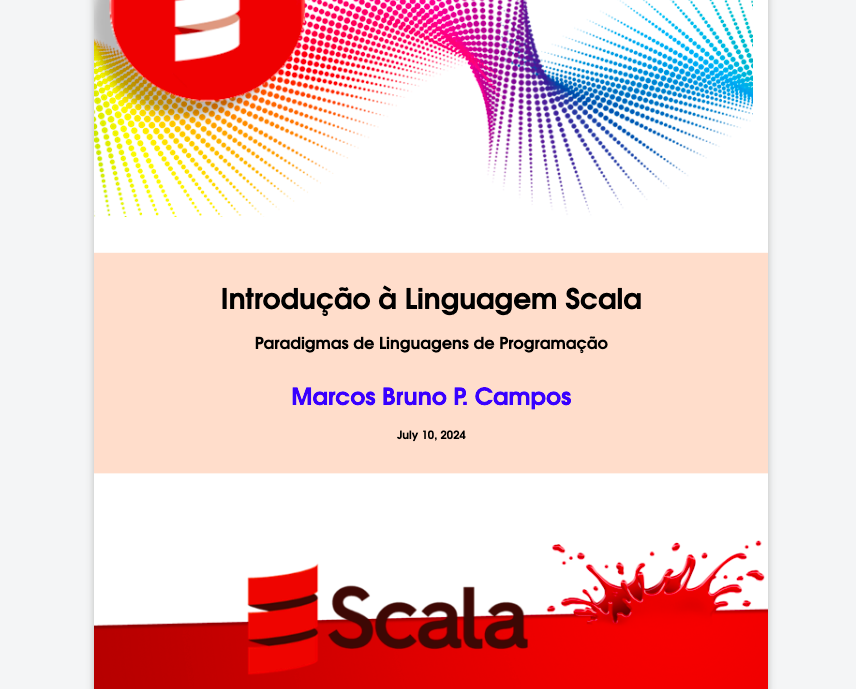 Introdução à Linguagem Scala
Paradigmas de Linguagens de Programação
Marcos Bruno P. Campos
July 10, 2024
Scala